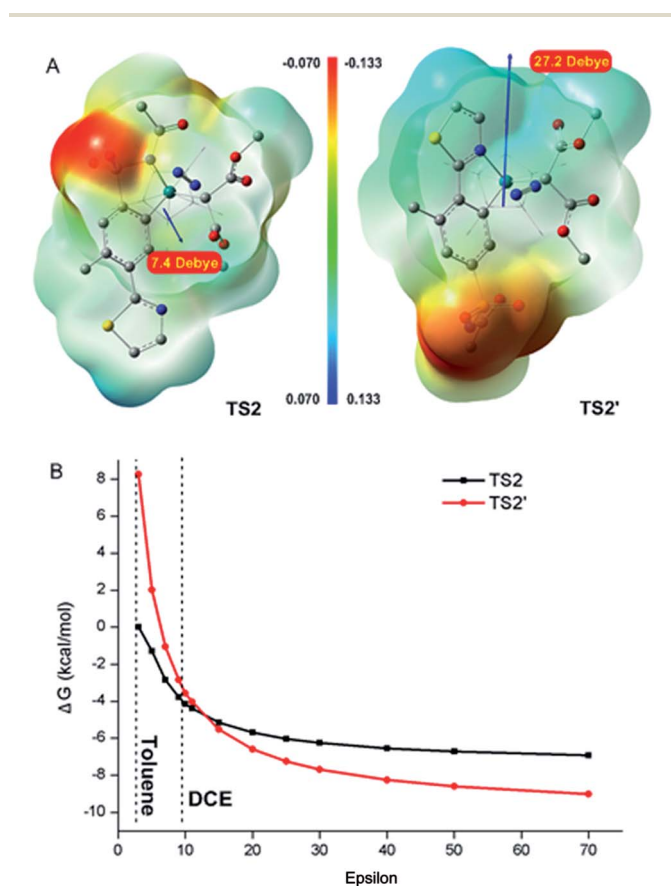 A
-0.070 -0.133
27.2 Debye
7.4 Debye
0.070 0.133
TS2
TS2'
B
TS2
TS2'
8
6
4
2
0
-2
-4
-6
-8
-10
ΔG (kcal/mol)
Toluene
DCE
0 10 20 30 40 50 60 70
Epsilon